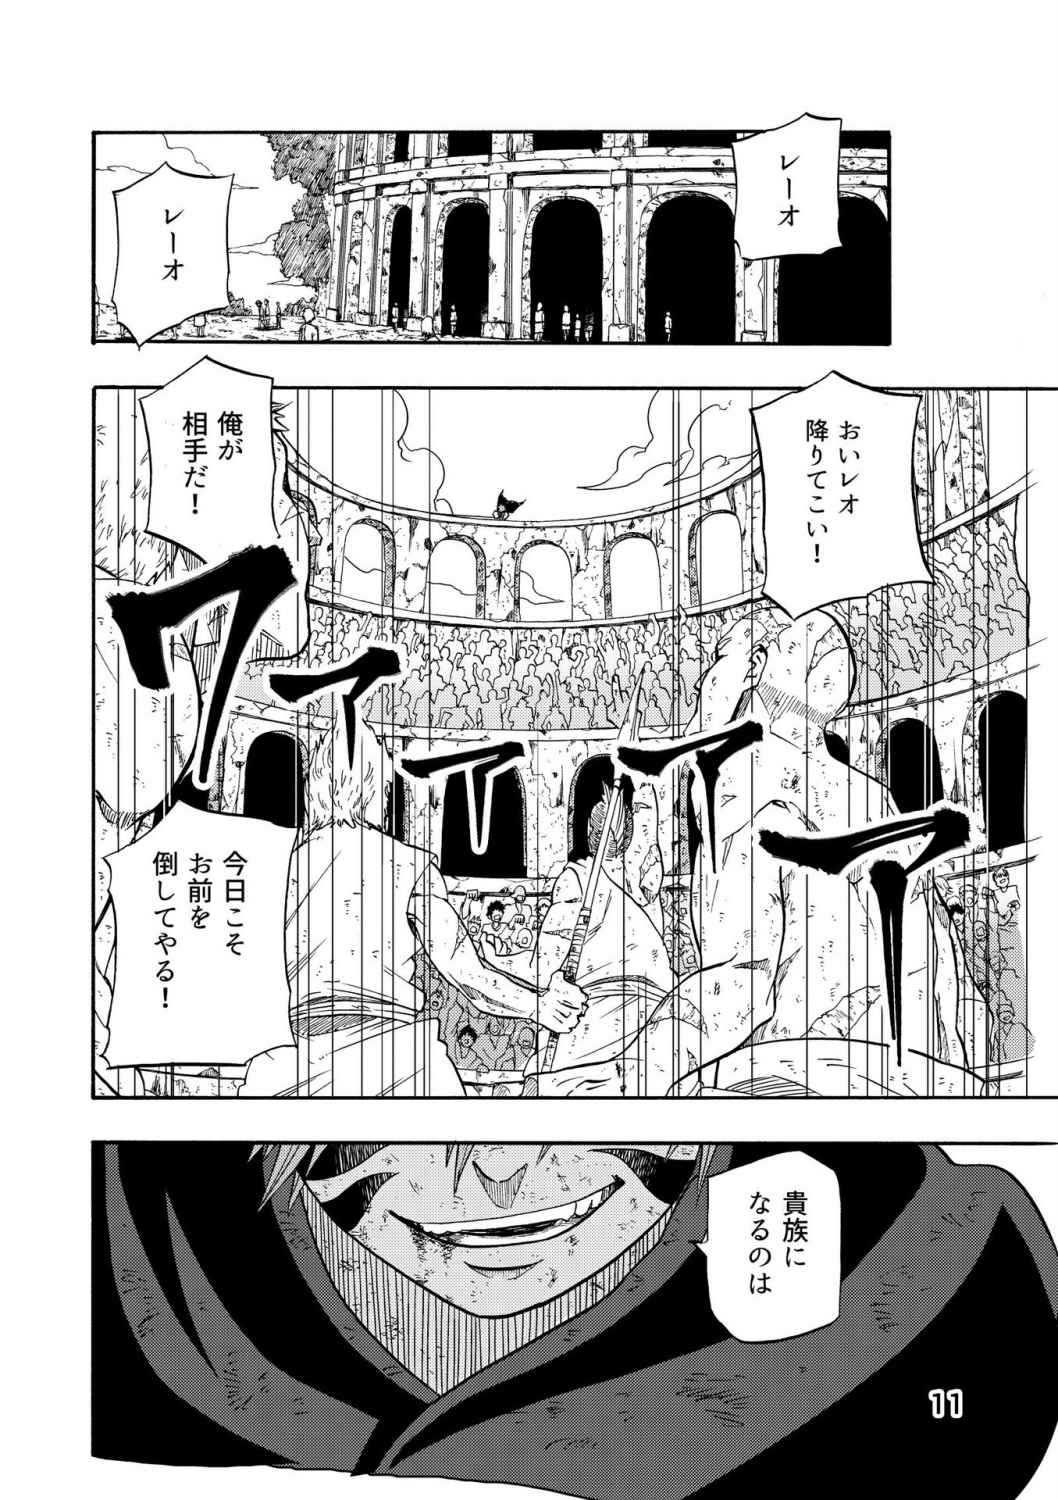 レーオ
レーオ
おいレオ
降りてこい！
俺が
相手だ！
ワァァァァ
今日こそ
お前を
倒してやる！
貴族に
なるのは
11